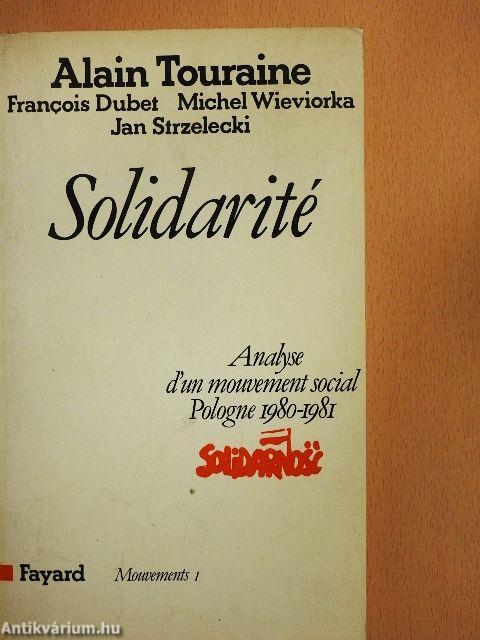 Alain Touraine
François Dubet Michel Wieviorka
Jan Strzelecki
Solidarité
Analyse
d'un mouvement social
Pologne 1980-1981
SOLIDARNOŚĆ
Fayard Mouvements 1
Antikvárium.hu